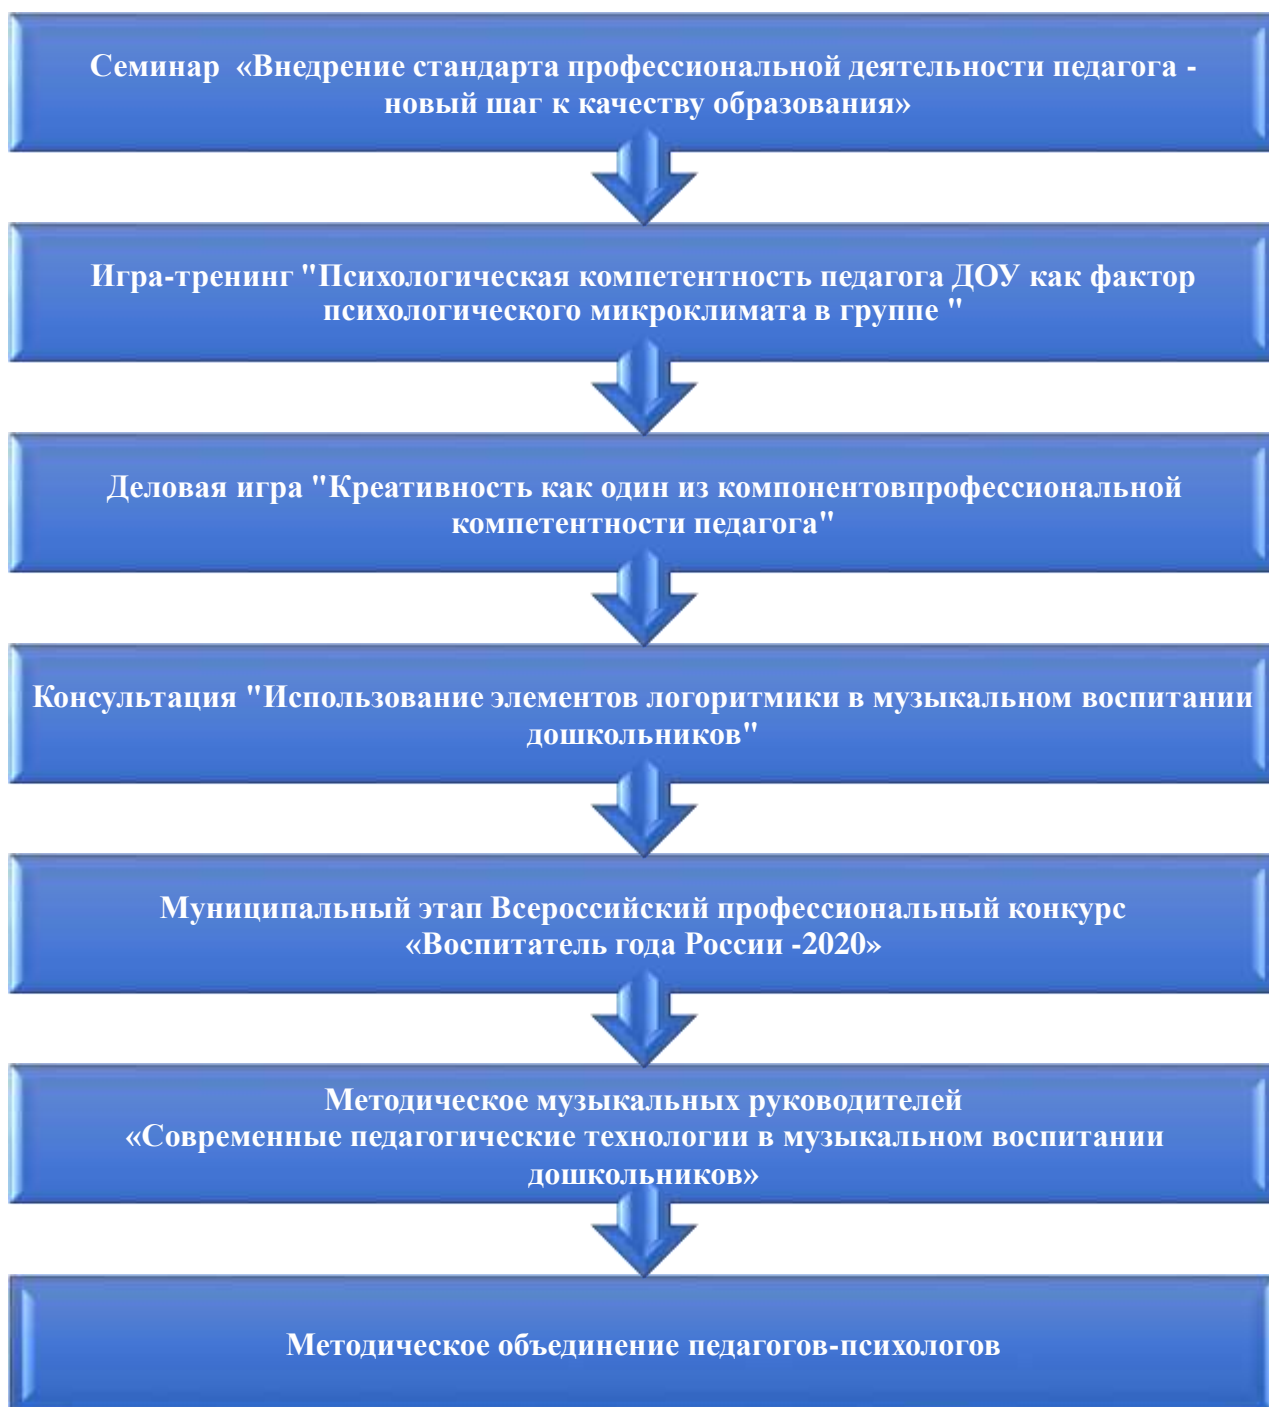 Семинар «Внедрение стандарта профессиональной деятельности педагога -
новый шаг к качеству образования»
Игра-тренинг "Психологическая компетентность педагога ДОУ как фактор
психологического микроклимата в группе "
Деловая игра "Креативность как один из компонентовпрофессиональной
компетентности педагога"
Консультация "Использование элементов логоритмики в музыкальном воспитании
дошкольников"
Муниципальный этап Всероссийский профессиональный конкурс
«Воспитатель года России -2020»
Методическое музыкальных руководителей
«Современные педагогические технологии в музыкальном воспитании
дошкольников»
Методическое объединение педагогов-психологов